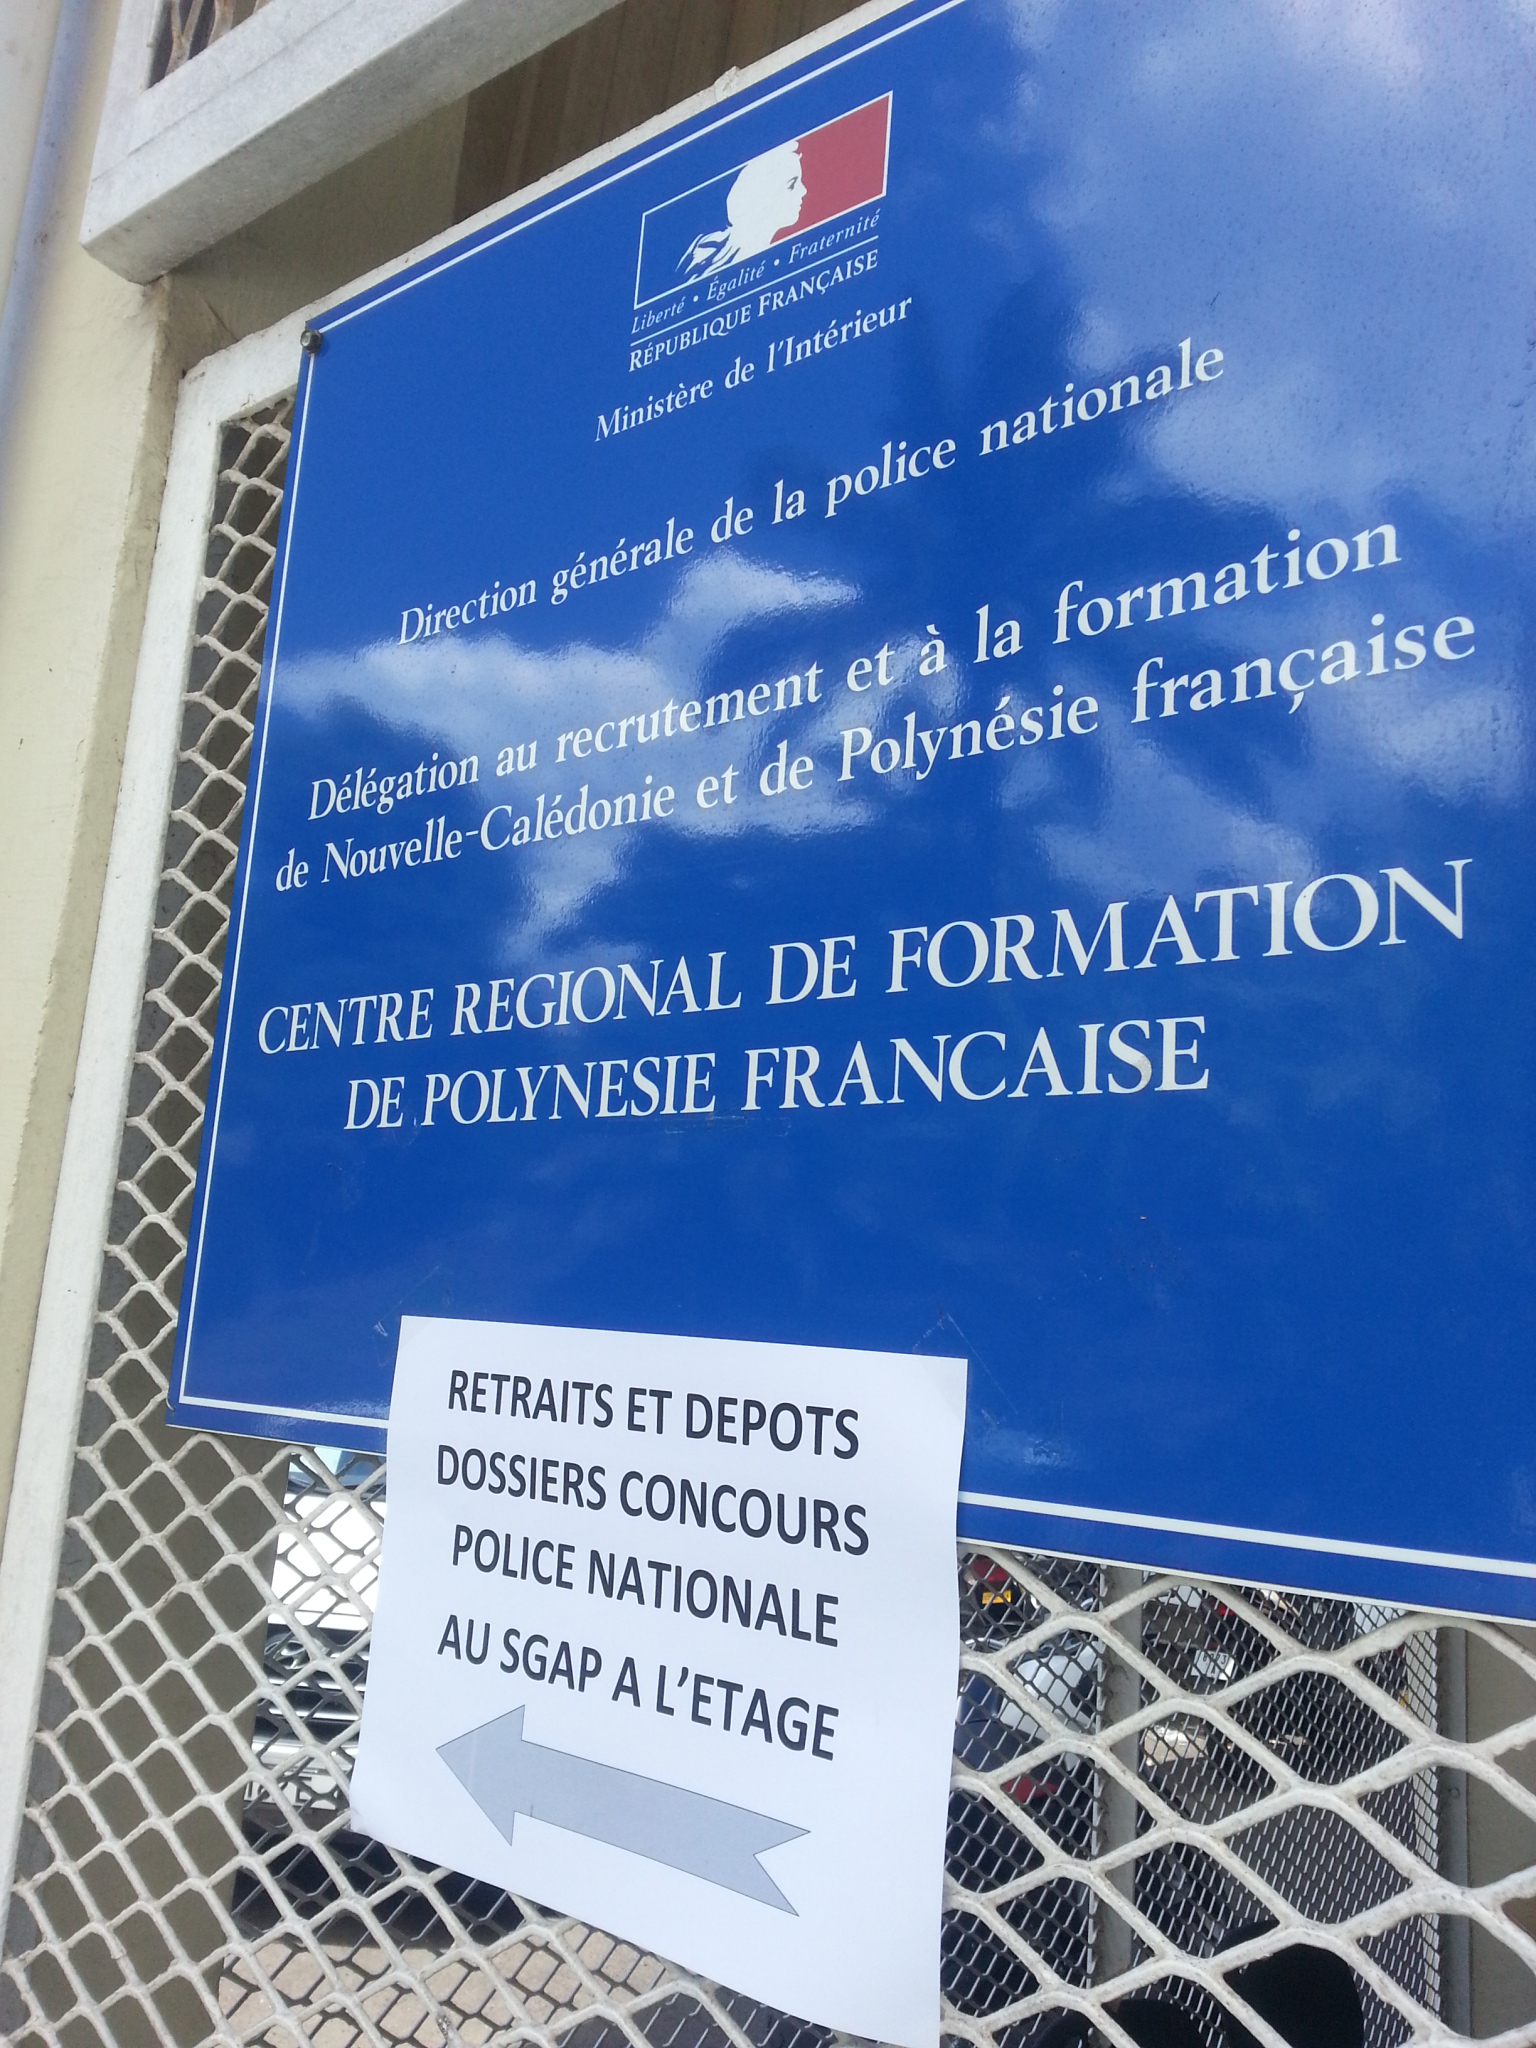 Liberté • Égalité • Fraternité
RÉPUBLIQUE FRANÇAISE
Ministère de l'Intérieur
Direction générale de la police nationale
Délégation au recrutement et à la formation
de Nouvelle-Calédonie et de Polynésie française
CENTRE REGIONAL DE FORMATION
DE POLYNESIE FRANCAISE
RETRAITS ET DEPOTS
DOSSIERS CONCOURS
POLICE NATIONALE
AU SGAP A L'ETAGE